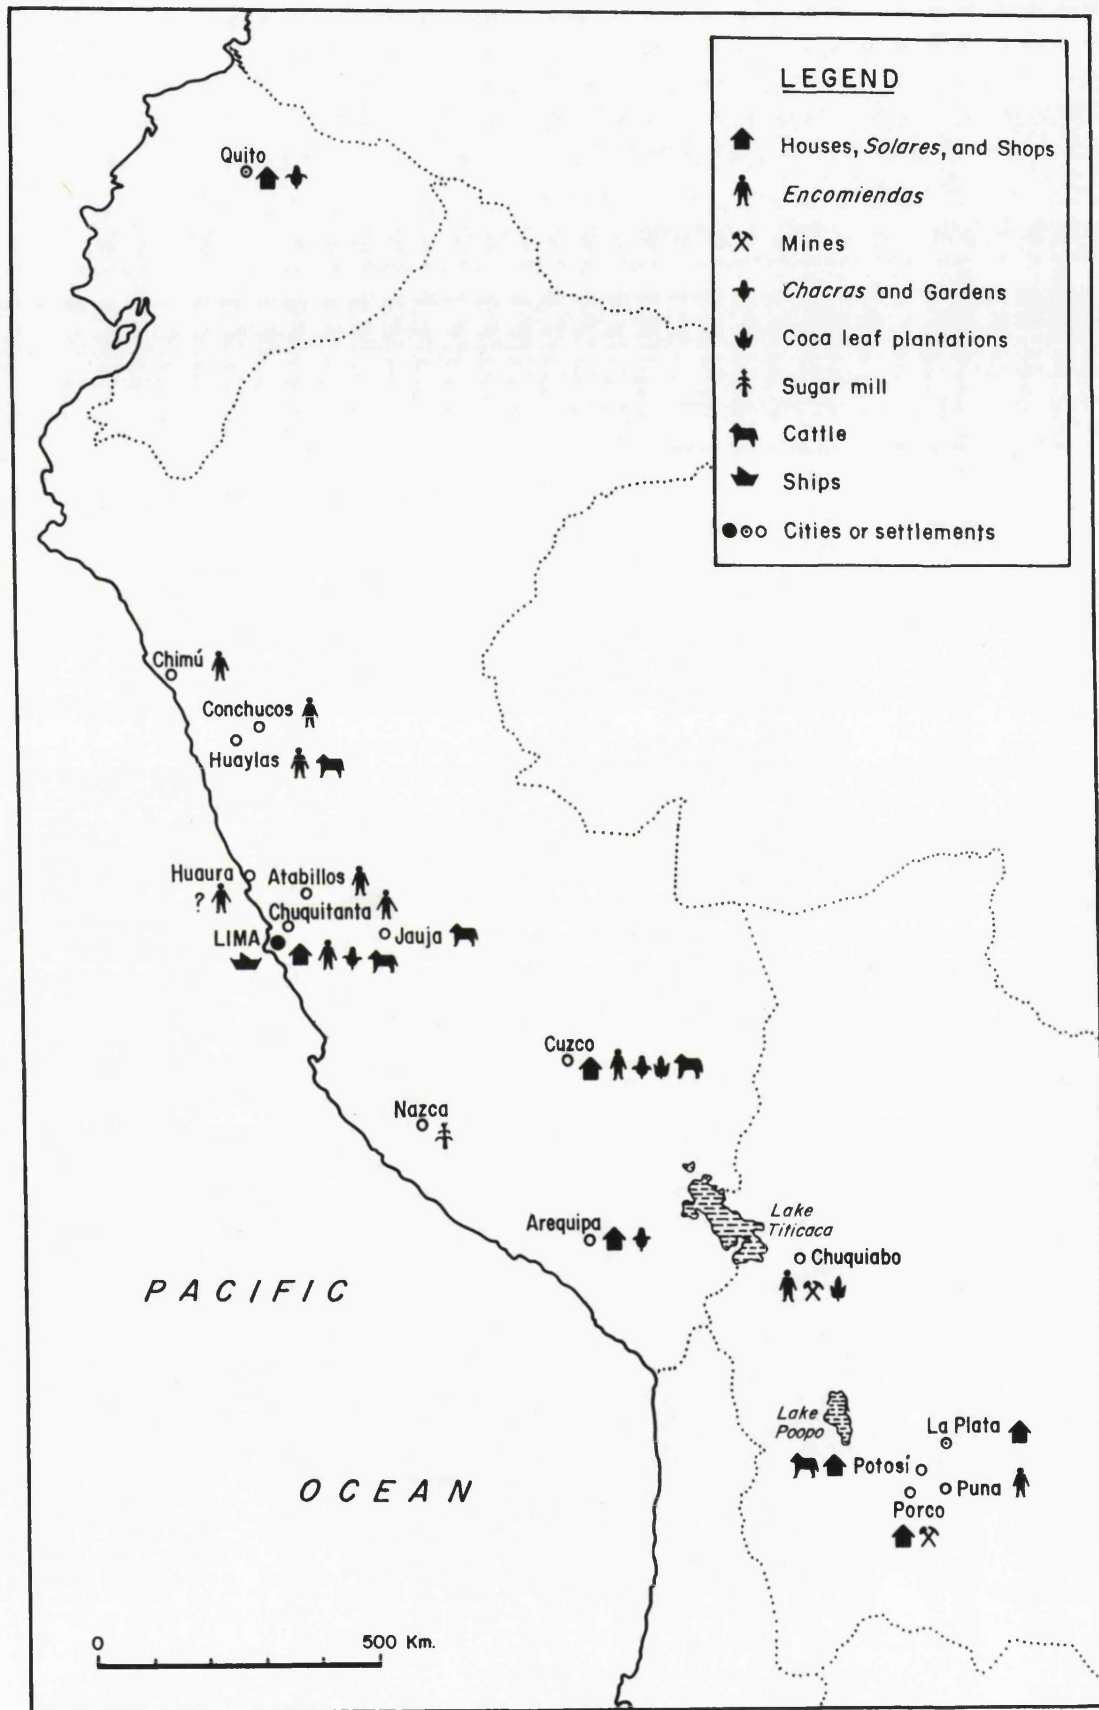 LEGEND
Houses, Solares, and Shops
Encomiendas
Mines
Chacras and Gardens
Coca leaf plantations
Sugar mill
Cattle
Ships
Cities or settlements
Quito
Chimú
Conchucos
Huaylas
Huaura
Atabillos
?
Chuquitanta
LIMA
Jauja
Cuzco
Nazca
Lake
Titicaca
Arequipa
Chuquiabo
PACIFIC
Lake
Poopo
La Plata
Potosí
Puna
OCEAN
Porco
0 500 Km.